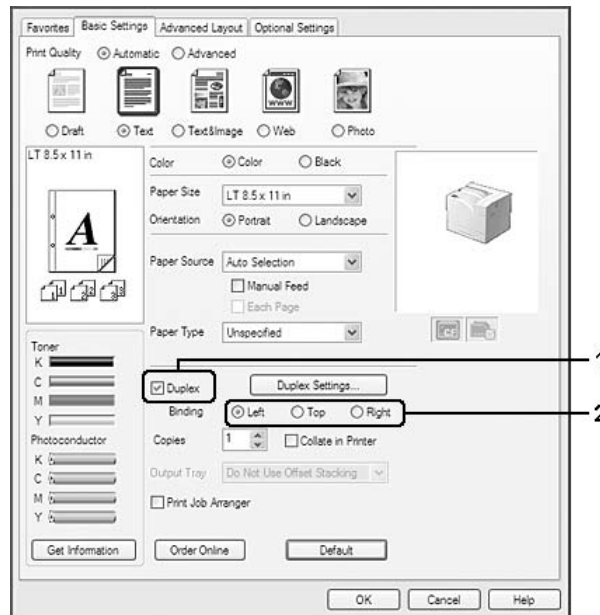 Favorites Basic Settings Advanced Layout Optional Settings
Print Quality Automatic Advanced
WWW
Draft Text Text&Image Web Photo
LT 8.5 x 11 in
Color Color Black
Paper Size LT 8.5 x 11 in
Orientation Portrait Landscape
A
Paper Source Auto Selection
Manual Feed
Each Page
Paper Type Unspecified
CF
Toner
K
C
M
Y
Duplex Duplex Settings...
1
Binding Left Top Right
2
Photoconductor
K
C
M
Y
Copies 1 Collate in Printer
Output Tray Do Not Use Offset Stacking
Print Job Arranger
Get Information Order Online Default
OK Cancel Help